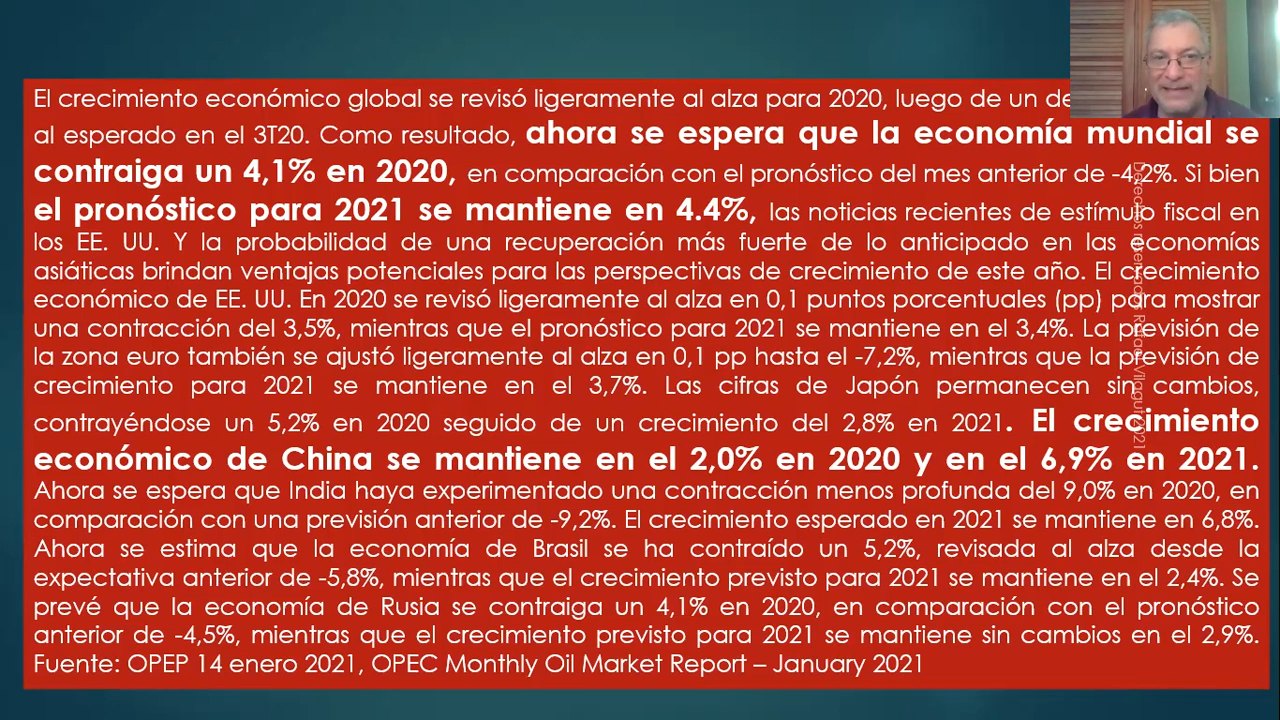 El crecimiento económico global se revisó ligeramente al alza para 2020, luego de un
al esperado en el 3T20. Como resultado, ahora se espera que la economía mundial se
contraiga un 4,1% en 2020, en comparación con el pronóstico del mes anterior de -4,2%. Si bien
el pronóstico para 2021 se mantiene en 4.4%, las noticias recientes de estímulo fiscal en
los EE. UU. Y la probabilidad de una recuperación más fuerte de lo anticipado en las economías
asiáticas brindan ventajas potenciales para las perspectivas de crecimiento de este año. El crecimiento
económico de EE. UU. En 2020 se revisó ligeramente al alza en 0,1 puntos porcentuales (pp) para mostrar
una contracción del 3,5%, mientras que el pronóstico para 2021 se mantiene en el 3,4%. La previsión de
la zona euro también se ajustó ligeramente al alza en 0,1 pp hasta el -7,2%, mientras que la previsión de
crecimiento para 2021 se mantiene en el 3,7%. Las cifras de Japón permanecen sin cambios,
contrayéndose un 5,2% en 2020 seguido de un crecimiento del 2,8% en 2021. El crecimiento
económico de China se mantiene en el 2,0% en 2020 y en el 6,9% en 2021.
Ahora se espera que India haya experimentado una contracción menos profunda del 9,0% en 2020, en
comparación con una previsión anterior de -9,2%. El crecimiento esperado en 2021 se mantiene en 6,8%.
Ahora se estima que la economía de Brasil se ha contraído un 5,2%, revisada al alza desde la
expectativa anterior de -5,8%, mientras que el crecimiento previsto para 2021 se mantiene en el 2,4%. Se
prevé que la economía de Rusia se contraiga un 4,1% en 2020, en comparación con el pronóstico
anterior de -4,5%, mientras que el crecimiento previsto para 2021 se mantiene sin cambios en el 2,9%.
Fuente: OPEP 14 enero 2021, OPEC Monthly Oil Market Report – January 2021
Derechos reservados Rafael 2021